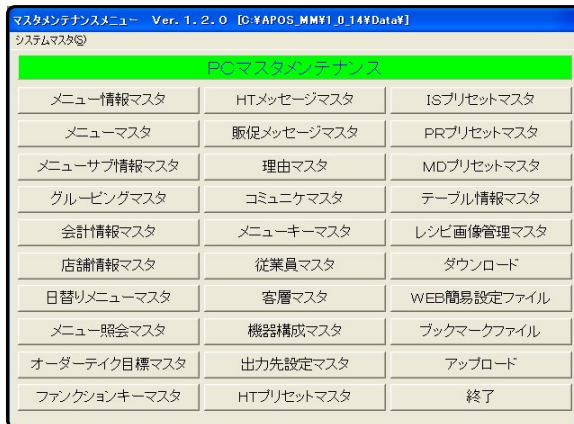 マスタメンテナンスメニュー Ver.1.2.0 [C:¥APOS_MM¥1_0_14¥Data¥]
システムマスタ(S)
PCマスタメンテナンス
メニュー情報マスタ HTメッセージマスタ ISプリセットマスタ
メニューマスタ 販促メッセージマスタ PRプリセットマスタ
メニューサブ情報マスタ 理由マスタ MDプリセットマスタ
グルーピングマスタ コミュニケマスタ テーブル情報マスタ
会計情報マスタ メニューキーマスタ レシピ画像管理マスタ
店舗情報マスタ 従業員マスタ ダウンロード
日替りメニューマスタ 客層マスタ WEB簡易設定ファイル
メニュー照会マスタ 機器構成マスタ ブックマークファイル
オーダーテイク目標マスタ 出力先設定マスタ アップロード
ファンクションキーマスタ HTプリセットマスタ 終了